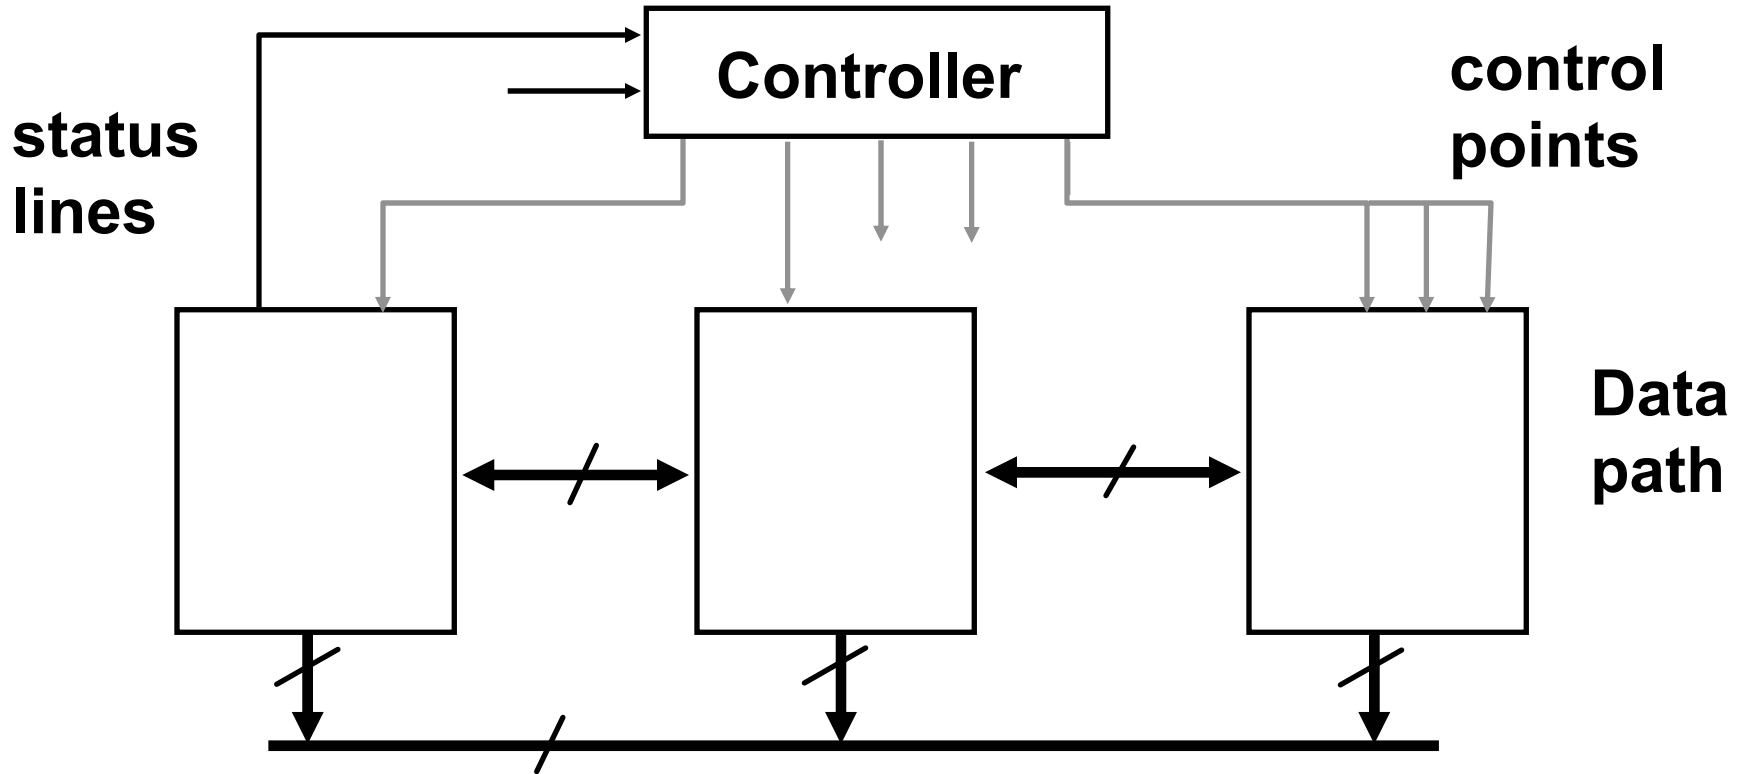 Controller
control
points
status
lines
Data
path